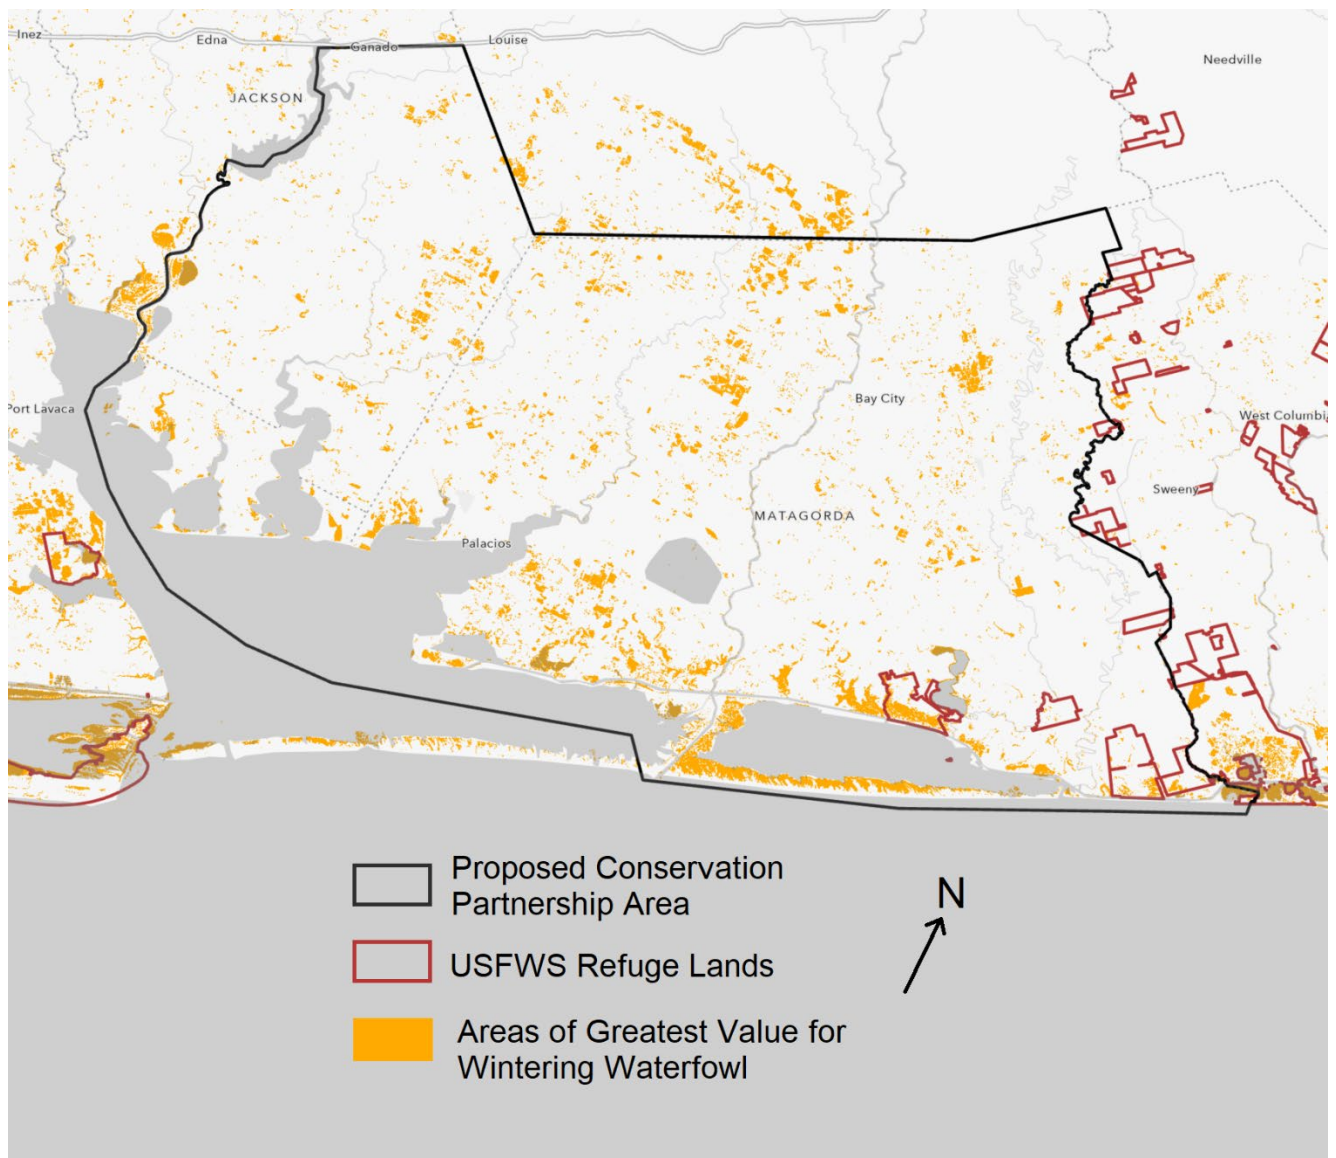 Inez
Edna
Ganado
Louise
Needville
JACKSON
Port Lavaca
Bay City
West Columbi
Sweeny
MATAGORDA
Palacios
Proposed Conservation
Partnership Area
N
USFWS Refuge Lands
Areas of Greatest Value for
Wintering Waterfowl